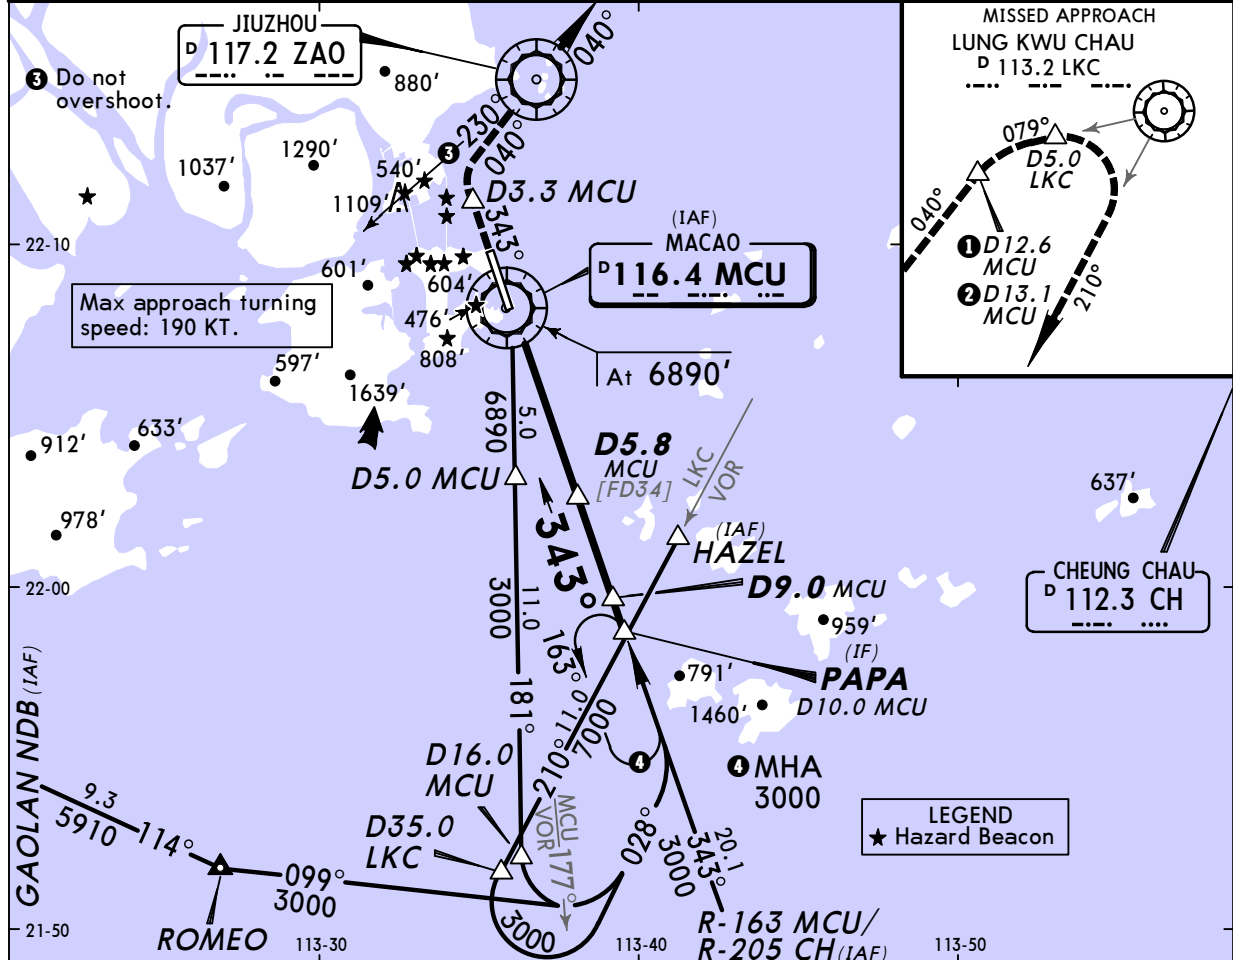 JIUZHOU
D 117.2 ZAO
3 Do not
overshoot.
880'
040°
230°
3
040°
1290'
1037'
540'
1109'
D3.3 MCU
343°
(IAF)
MACAO
D 116.4 MCU
22-10
601'
604'
476'
808'
Max approach turning
speed: 190 KT.
At 6890'
597'
1639'
633'
912'
978'
6890
5.0
D5.0 MCU
D5.8
MCU
[FD34]
LKC
VOR
(IAF)
HAZEL
343°
D9.0 MCU
22-00
3000
11.0
163°
181°
959'
(IF)
PAPA
D10.0 MCU
791'
1460'
637'
CHEUNG CHAU
D 112.3 CH
MISSED APPROACH
LUNG KWU CHAU
D 113.2 LKC
079°
D5.0
LKC
040°
1 D12.6
MCU
2 D13.1
MCU
210°
11.0
7000
210°
4
4 MHA
3000
D16.0
MCU
D35.0
LKC
MCU
VOR
177°
028°
20.1
343°
3000
LEGEND
★ Hazard Beacon
GAOLAN NDB (IAF)
9.3
5910
114°
099°
3000
ROMEO
3000
R-163 MCU/
R-205 CH (IAF)
21-50
113-30
113-40
113-50